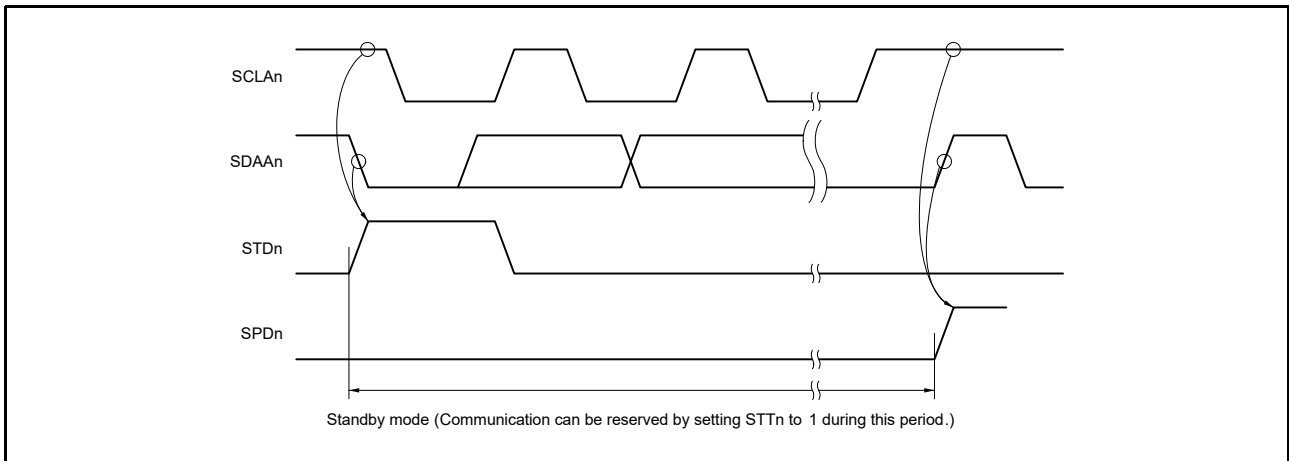 SCLAn
SDAAn
STDn
SPDn
Standby mode (Communication can be reserved by setting STTn to 1 during this period.)